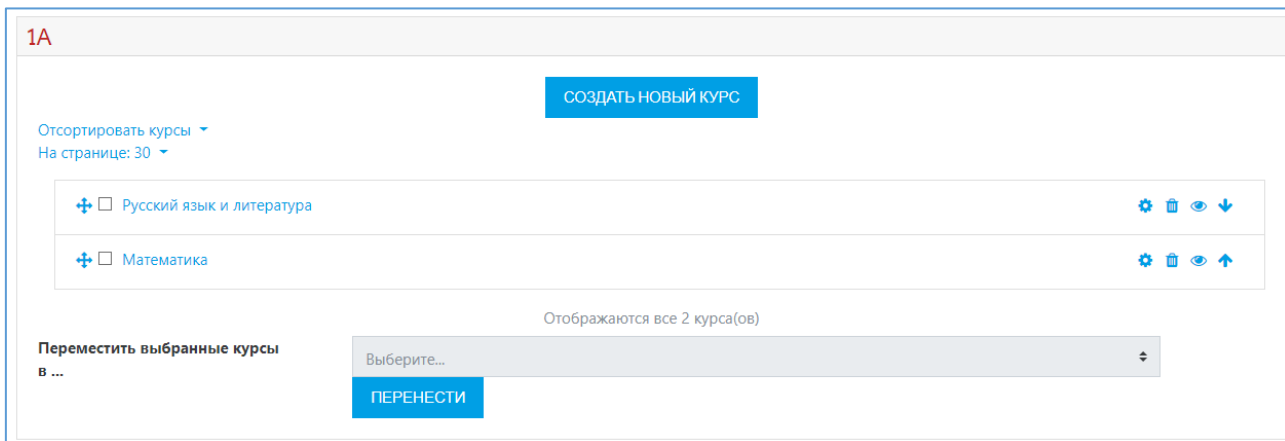 1А
СОЗДАТЬ НОВЫЙ КУРС
Отсортировать курсы
На странице: 30
Русский язык и литература
Математика
Отображаются все 2 курса(ов)
Переместить выбранные курсы
в ...
Выберите...
ПЕРЕНЕСТИ